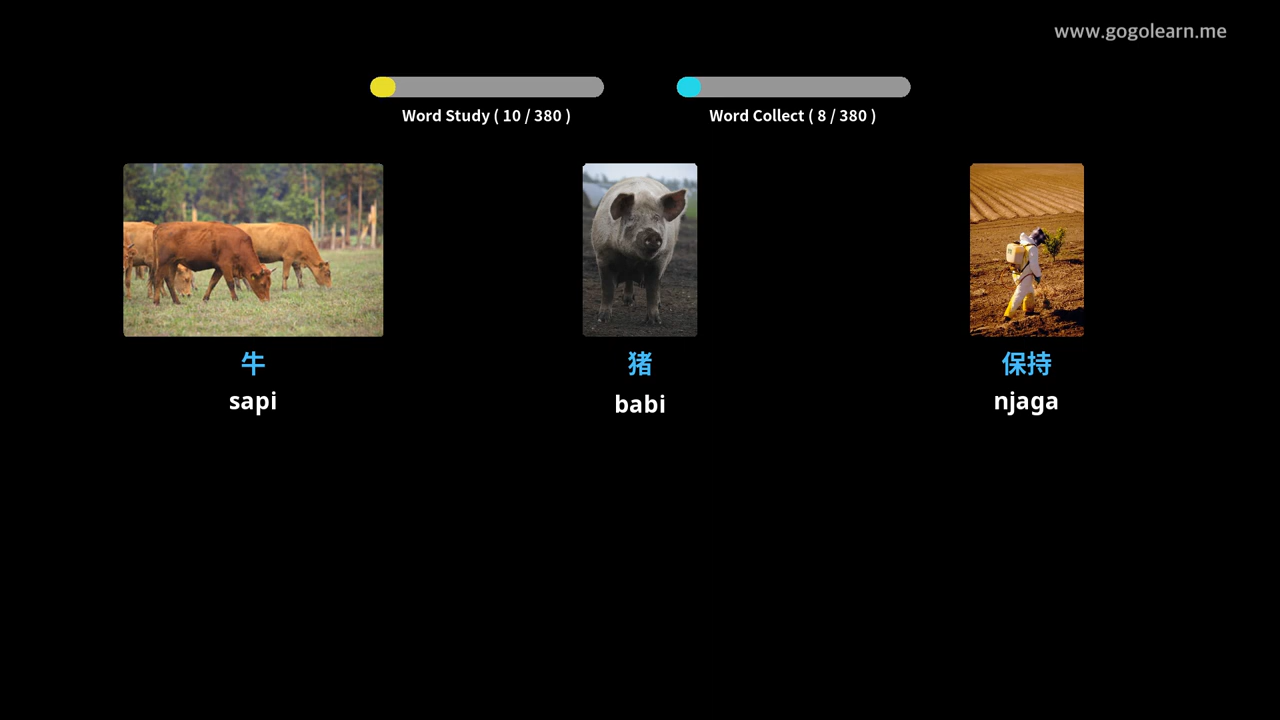 www.gogolearn.me
Word Study ( 10 / 380 )
Word Collect ( 8 / 380 )
牛
猪
保持
sapi
babi
njaga